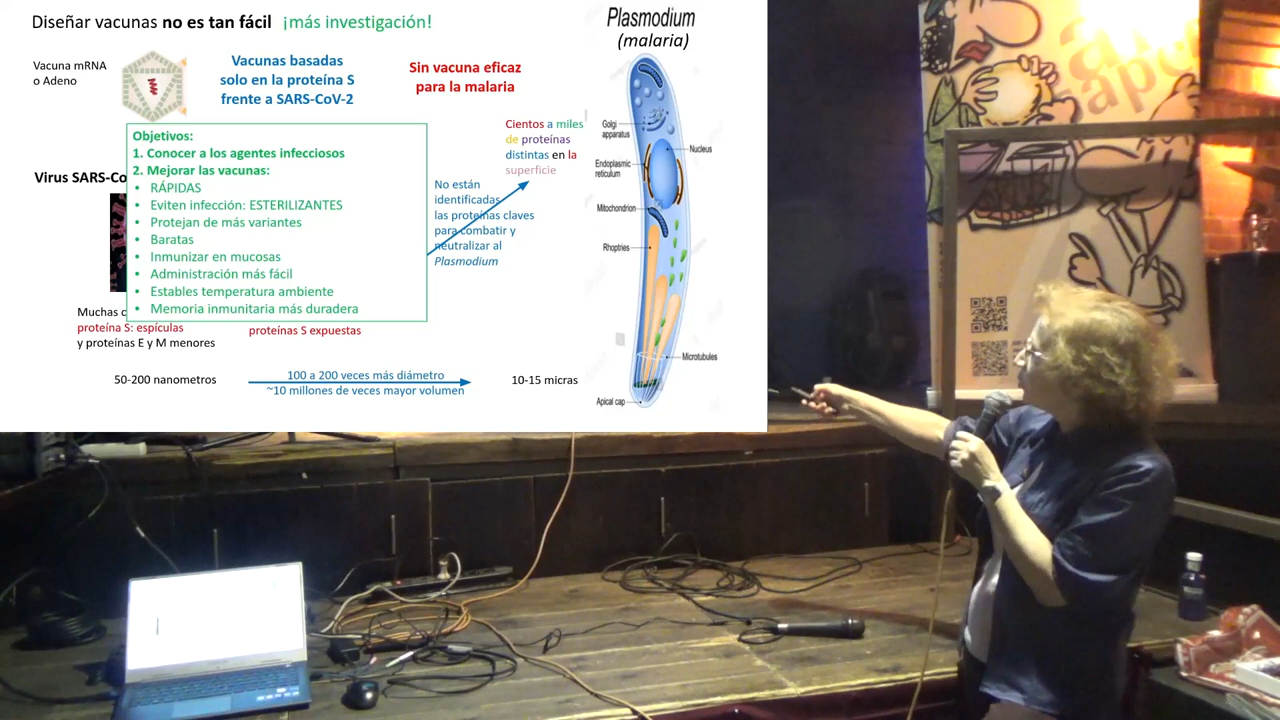 Diseñar vacunas no es tan fácil ¡más investigación!
Plasmodium
(malaria)
Vacuna mRNA
o Adeno
Vacunas basadas
solo en la proteína S
frente a SARS-CoV-2
Sin vacuna eficaz
para la malaria
Cientos a miles
de proteínas
distintas en la
superficie
Objetivos:
1. Conocer a los agentes infecciosos
2. Mejorar las vacunas:
• RÁPIDAS
• Eviten infección: ESTERILIZANTES
• Protejan de más variantes
• Baratas
• Inmunizar en mucosas
• Administración más fácil
• Estables temperatura ambiente
• Memoria inmunitaria más duradera
Virus SARS-Co
No están
identificadas
las proteínas claves
para combatir y
neutralizar al
Plasmodium
Golgi
apparatus
Nucleus
Endoplasmic
reticulum
Mitochondrion
Rhoptries
Microtubules
Apical cap
Muchas c
proteína S: espículas
y proteínas E y M menores
proteínas S expuestas
50-200 nanometros
100 a 200 veces más diámetro
~10 millones de veces mayor volumen
10-15 micras